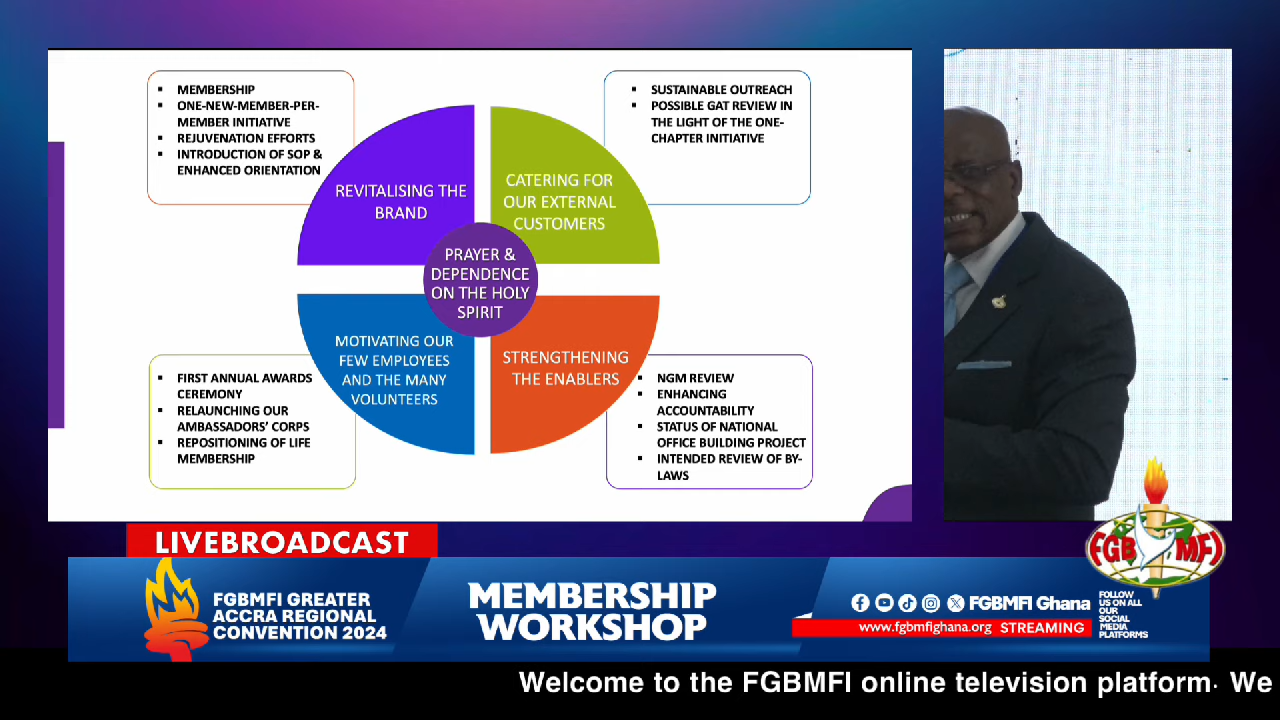 MEMBERSHIP
ONE-NEW-MEMBER-PER-
MEMBER INITIATIVE
REJUVENATION EFFORTS
INTRODUCTION OF SOP &
ENHANCED ORIENTATION
SUSTAINABLE OUTREACH
POSSIBLE GAT REVIEW IN
THE LIGHT OF THE ONE-
CHAPTER INITIATIVE
REVITALISING THE
BRAND
CATERING FOR
OUR EXTERNAL
CUSTOMERS
PRAYER &
DEPENDENCE
ON THE HOLY
SPIRIT
MOTIVATING OUR
FEW EMPLOYEES
AND THE MANY
VOLUNTEERS
STRENGTHENING
THE ENABLERS
FIRST ANNUAL AWARDS
CEREMONY
RELAUNCHING OUR
AMBASSADORS' CORPS
REPOSITIONING OF LIFE
MEMBERSHIP
NGM REVIEW
ENHANCING
ACCOUNTABILITY
STATUS OF NATIONAL
OFFICE BUILDING PROJECT
INTENDED REVIEW OF BY-
LAWS
LIVEBROADCAST
FGBMFI GREATER
ACCRA REGIONAL
CONVENTION 2024
MEMBERSHIP
WORKSHOP
FGBMFI Ghana
www.fgbmfighana.org STREAMING
FOLLOW
US ON ALL
OUR
SOCIAL
MEDIA
PLATFORMS
FGB MFI
Welcome to the FGBMFI online television platform. We